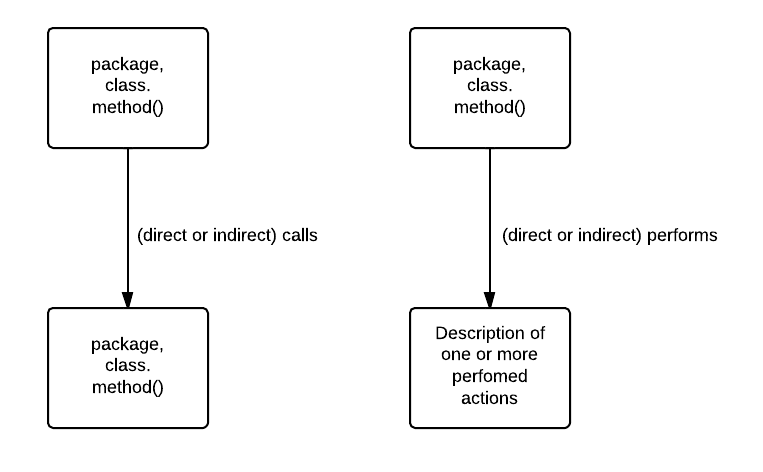 package,
class.
method()
package,
class.
method()
(direct or indirect) calls
(direct or indirect) performs
package,
class.
method()
Description of
one or more
perfomed
actions